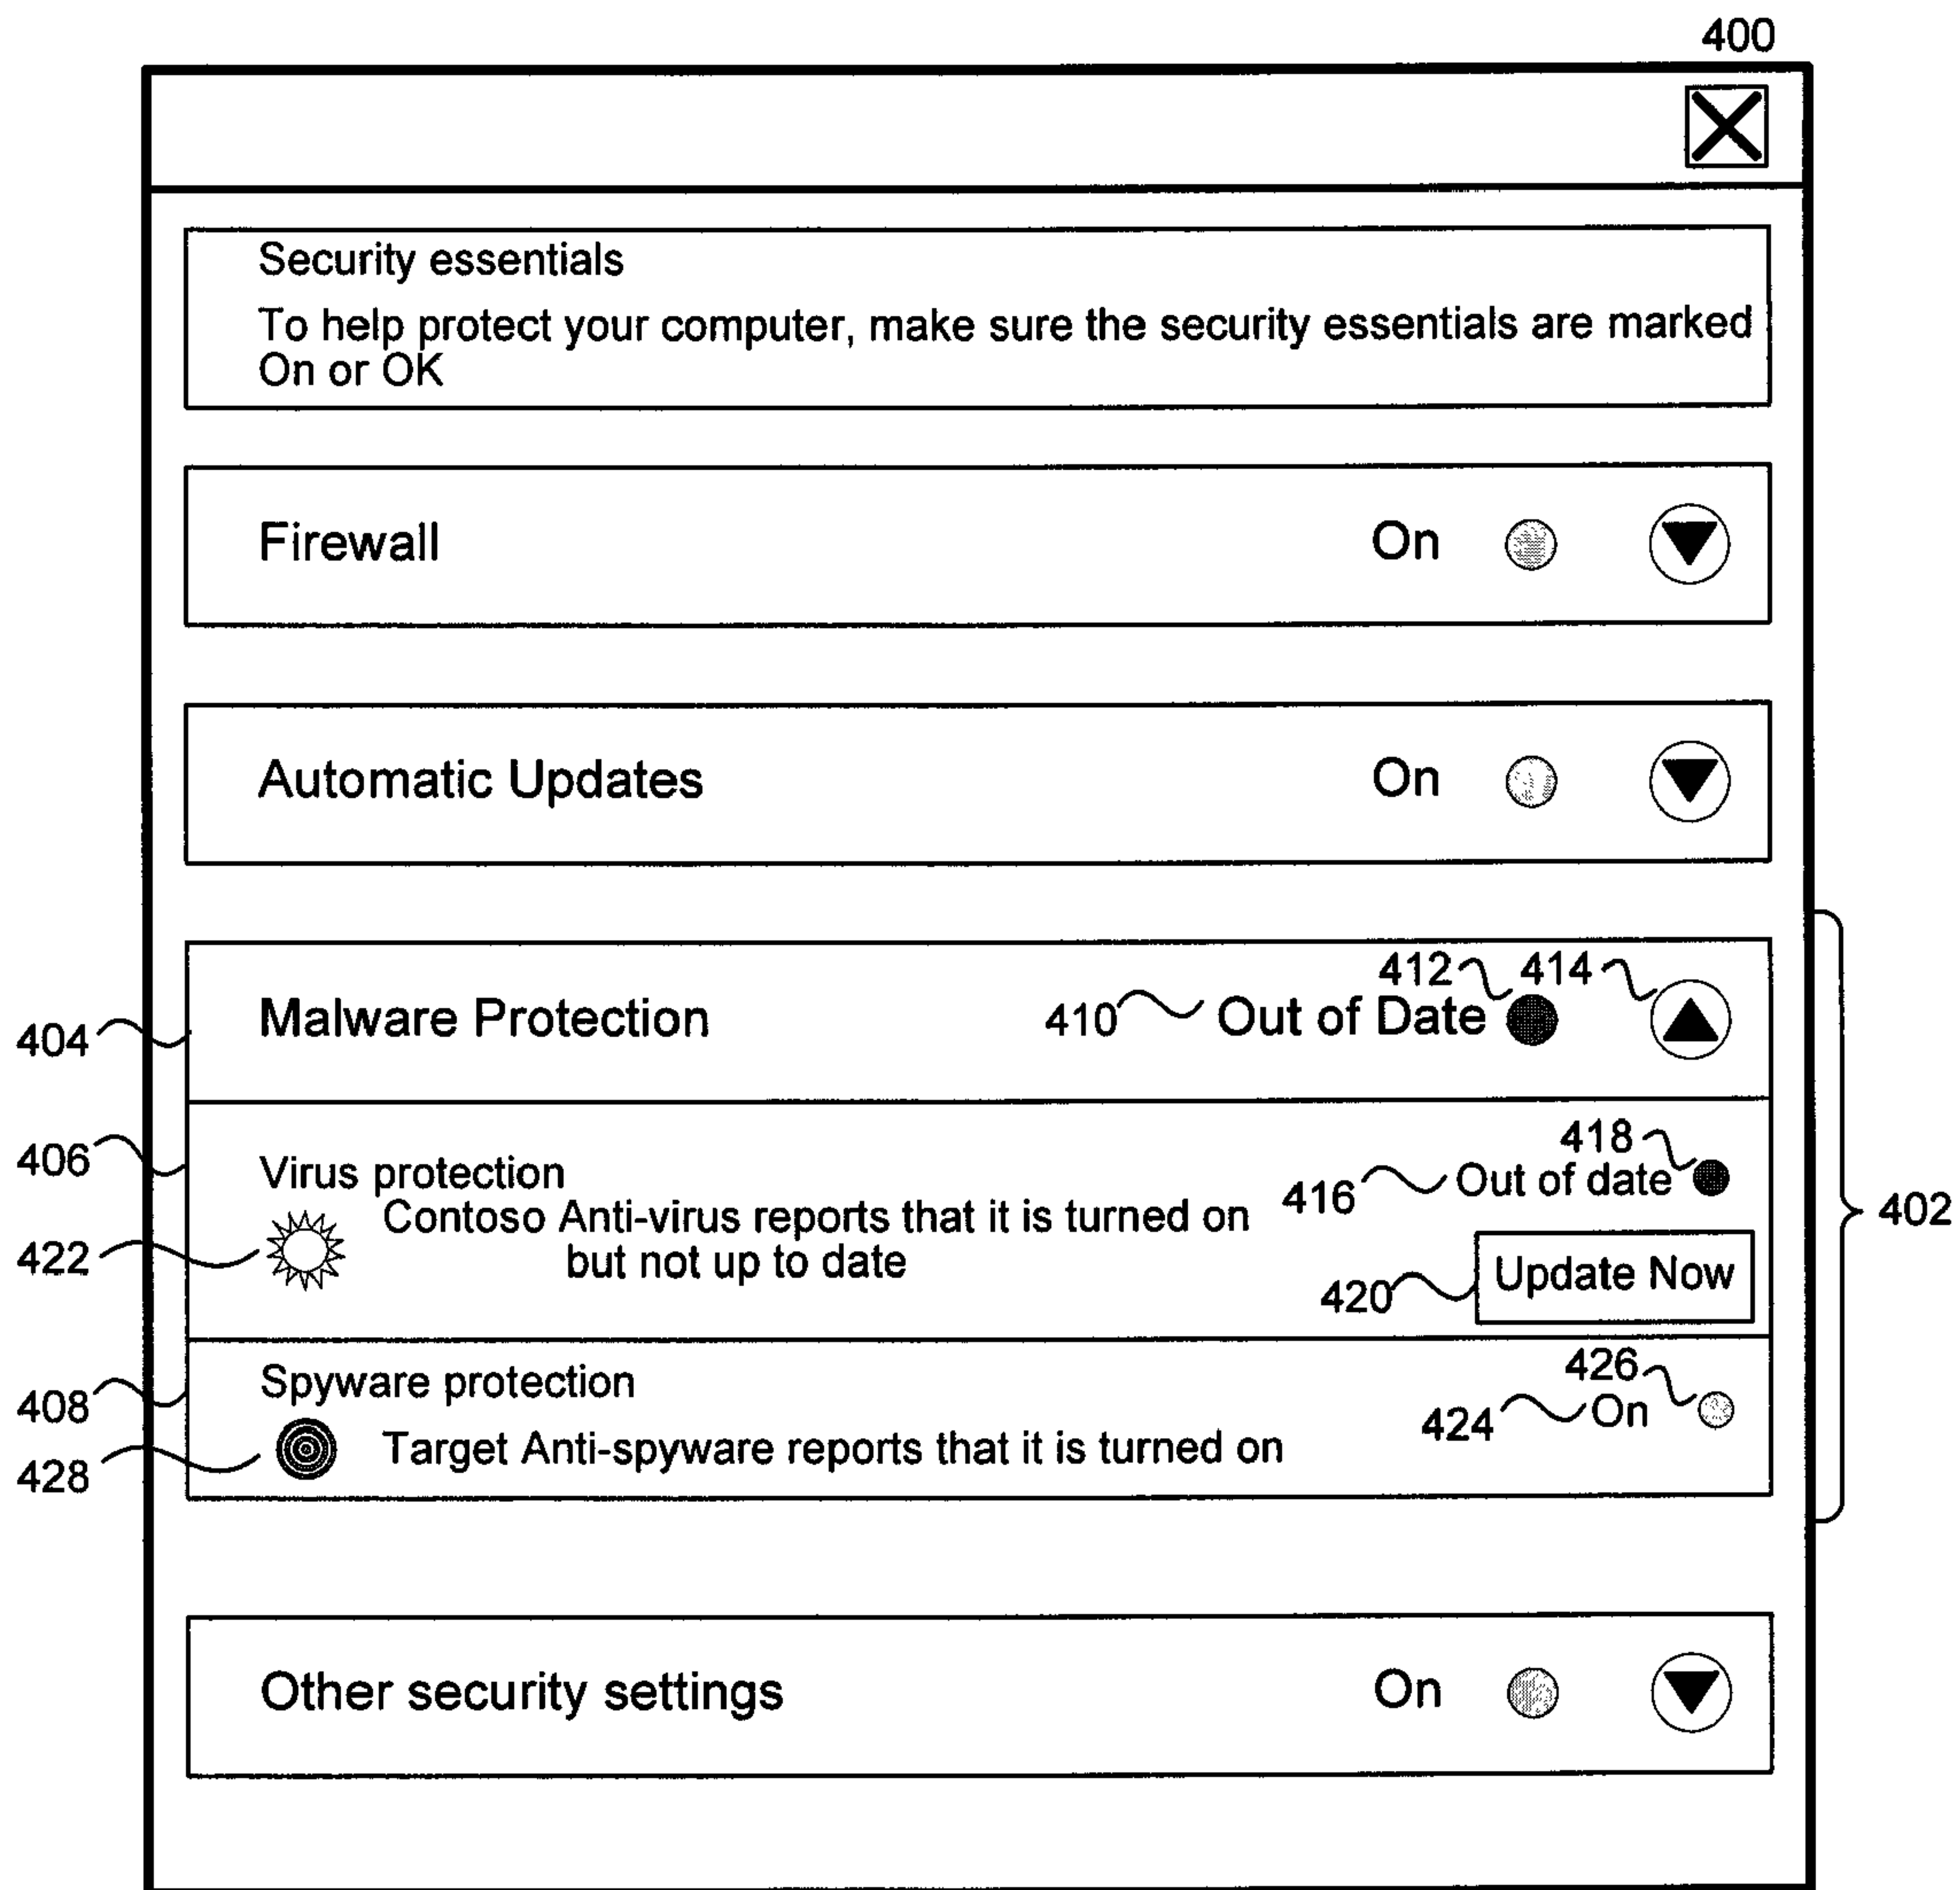 400
Security essentials
To help protect your computer, make sure the security essentials are marked
On or OK
Firewall On
Automatic Updates On
412 414
404 Malware Protection 410 Out of Date
406 Virus protection 418
416 Out of date
Contoso Anti-virus reports that it is turned on
but not up to date
422
420 Update Now
402
408 Spyware protection 426
424 On
428 Target Anti-spyware reports that it is turned on
Other security settings On